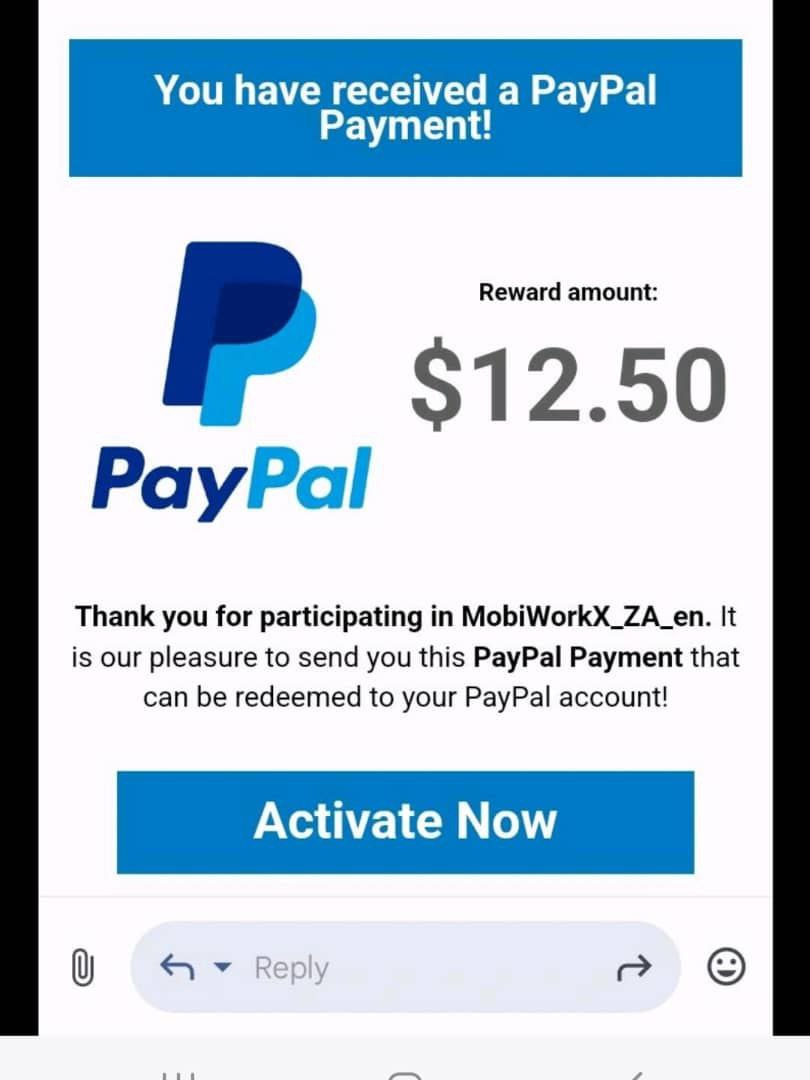 You have received a PayPal
Payment!
Reward amount:
$12.50
PayPal
Thank you for participating in MobiWorkX_ZA_en. It
is our pleasure to send you this PayPal Payment that
can be redeemed to your PayPal account!
Activate Now
Reply